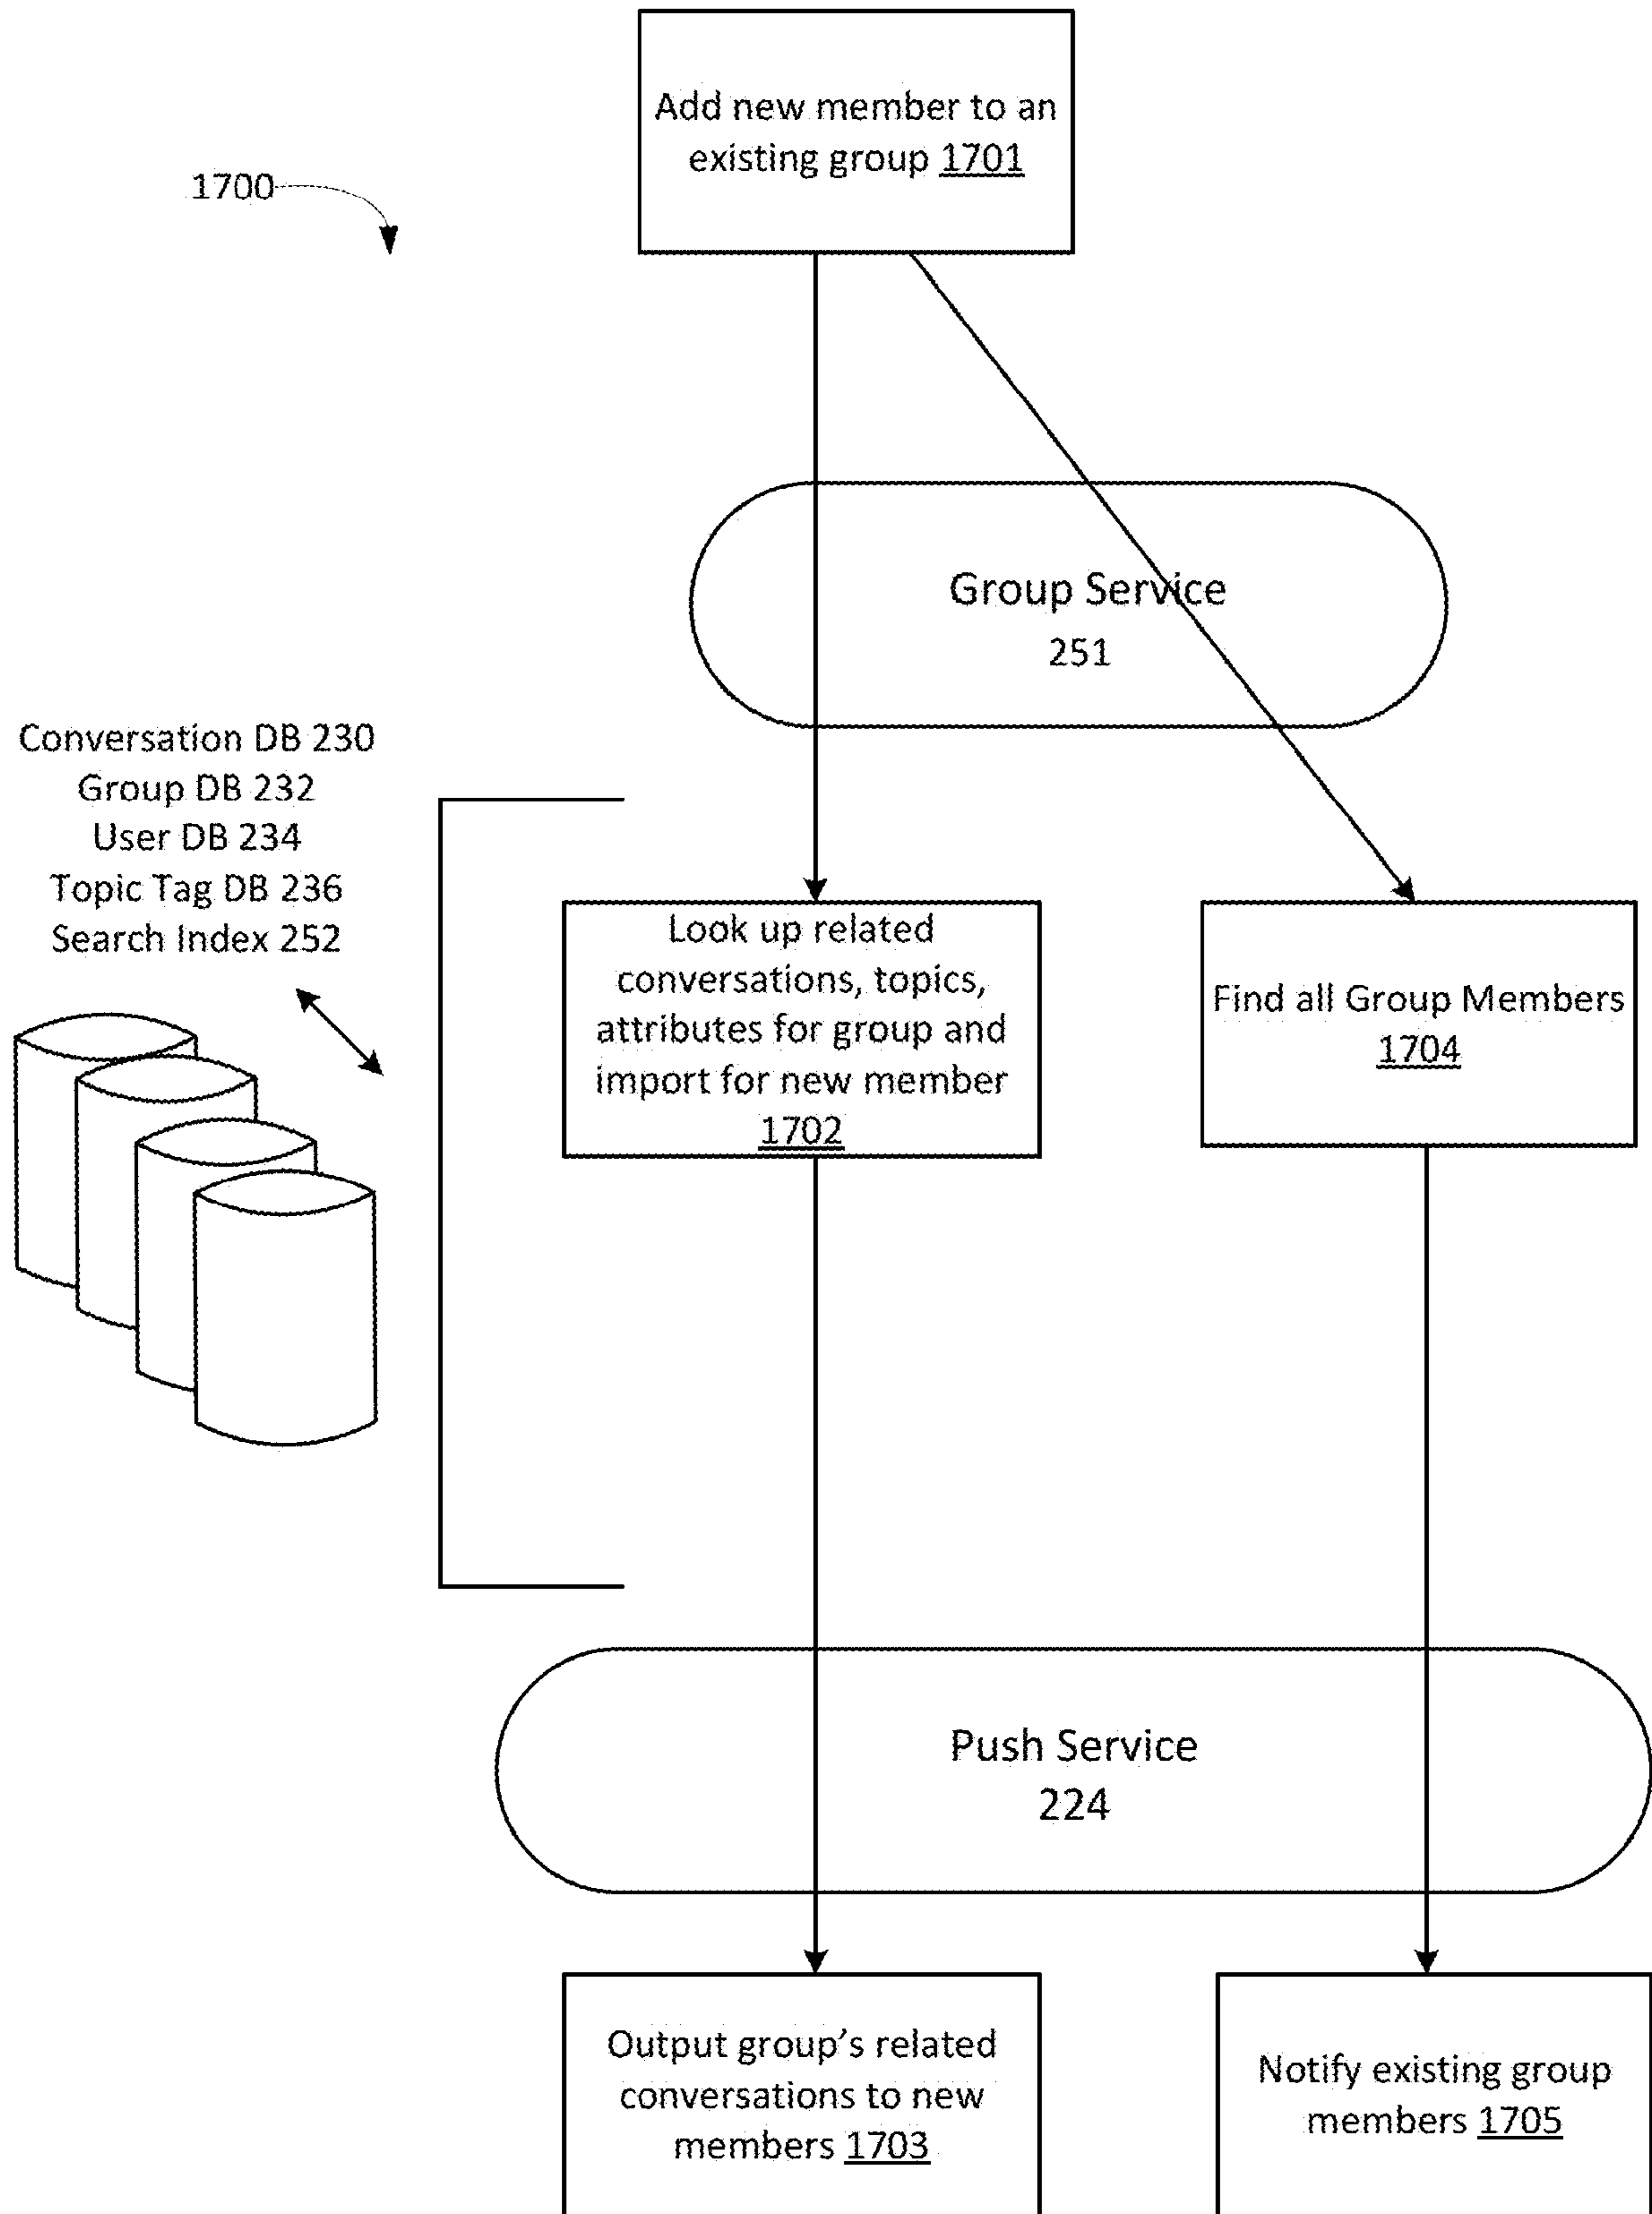 Add new member to an
existing group 1701
1700
Group Service
251
Conversation DB 230
Group DB 232
User DB 234
Topic Tag DB 236
Search Index 252
Look up related
conversations, topics,
attributes for group and
import for new member
1702
Find all Group Members
1704
Push Service
224
Output group’s related
conversations to new
members 1703
Notify existing group
members 1705